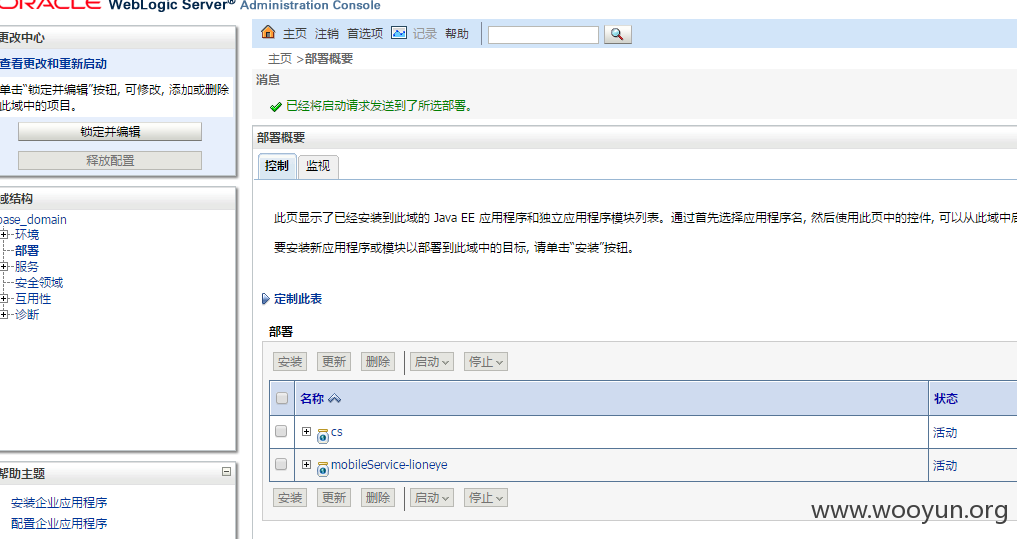 ORACLE WebLogic Server® Administration Console
更改中心
查看更改和重新启动
单击“锁定并编辑”按钮, 可修改, 添加或删除
此域中的项目。
锁定并编辑
释放配置
域结构
base_domain
环境
部署
服务
安全领域
互用性
诊断
帮助主题
安装企业应用程序
配置企业应用程序
主页 注销 首选项 记录 帮助
主页 >部署概要
消息
已经将启动请求发送到了所选部署。
部署概要
控制 监视
此页显示了已经安装到此域的 Java EE 应用程序和独立应用程序模块列表。通过首先选择应用程序名, 然后使用此页中的控件, 可以从此域中启
要安装新应用程序或模块以部署到此域中的目标, 请单击“安装”按钮。
定制此表
部署
安装 更新 删除 启动 停止
名称 状态
cs 活动
mobileService-lioneye 活动
安装 更新 删除 启动 停止
www.wooyun.org